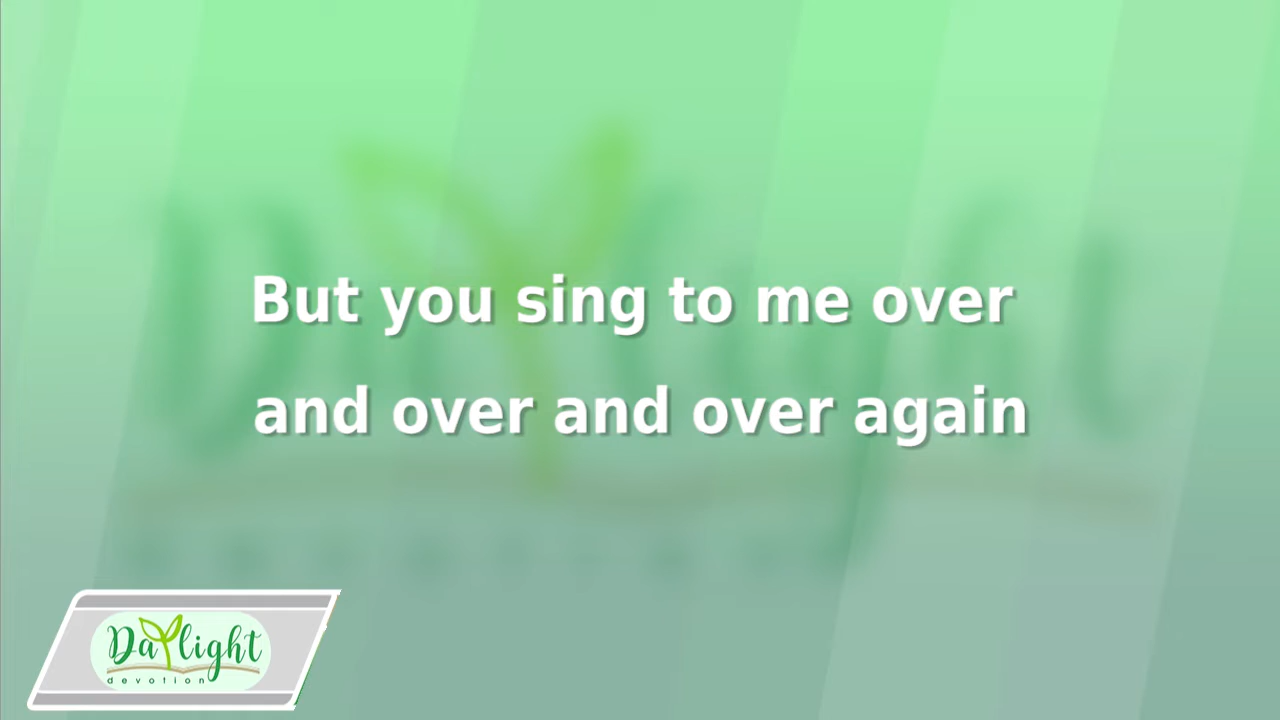 But you sing to me over
and over and over again
Daylight
devotion